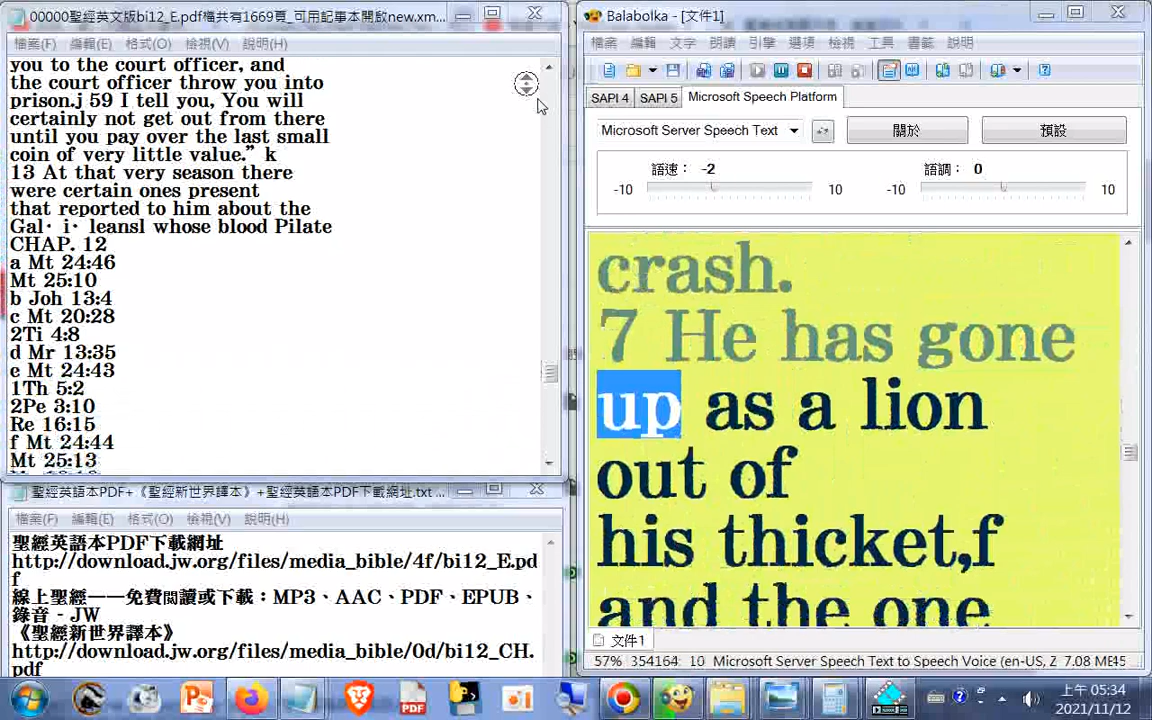 00000聖經英文版bi12_E.pdf檔共有1669頁_可用記事本開啟new.xm...
檔案(F) 編輯(E) 格式(O) 檢視(V) 說明(H)
you to the court officer, and
the court officer throw you into
prison.j 59 I tell you, You will
certainly not get out from there
until you pay over the last small
coin of very little value.” k
13 At that very season there
were certain ones present
that reported to him about the
Gal· i· leansl whose blood Pilate
CHAP. 12
a Mt 24:46
Mt 25:10
b Joh 13:4
c Mt 20:28
2Ti 4:8
d Mr 13:35
e Mt 24:43
1Th 5:2
2Pe 3:10
Re 16:15
f Mt 24:44
Mt 25:13
聖經英語本PDF+《聖經新世界譯本》+聖經英語本PDF下載網址.txt ...
檔案(F) 編輯(E) 格式(O) 檢視(V) 說明(H)
聖經英語本PDF下載網址
http://download.jw.org/files/media_bible/4f/bi12_E.pd
f
線上聖經——免費閱讀或下載：MP3、AAC、PDF、EPUB、
錄音 - JW
《聖經新世界譯本》
http://download.jw.org/files/media_bible/0d/bi12_CH.
pdf
Balabolka - [文件1]
檔案 編輯 文字 朗讀 引擎 選項 檢視 工具 書籤 說明
SAPI 4 SAPI 5 Microsoft Speech Platform
Microsoft Server Speech Text 關於 預設
語速： -2 語調： 0
-10 10 -10 10
crash.
7 He has gone
up as a lion
out of
his thicket,f
and the one
文件1
57% 354164: 10 Microsoft Server Speech Text to Speech Voice (en-US, Z 7.08 ME45
PDF
上午 05:34
2021/11/12